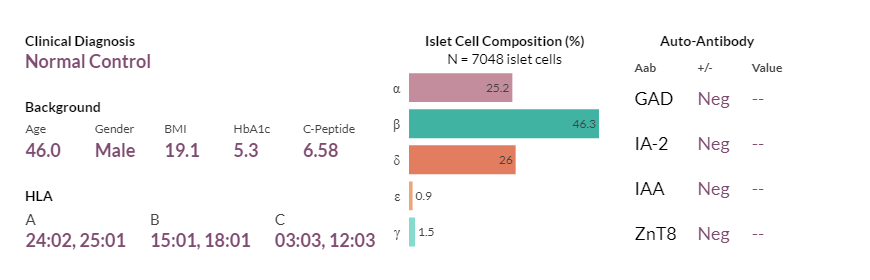 Clinical Diagnosis
Normal Control
Background
Age Gender BMI HbA1c C-Peptide
46.0 Male 19.1 5.3 6.58
HLA
A B C
24:02, 25:01 15:01, 18:01 03:03, 12:03
Islet Cell Composition (%)
N = 7048 islet cells
α 25.2
β 46.3
δ 26
ε 0.9
γ 1.5
Auto-Antibody
Aab +/- Value
GAD Neg --
IA-2 Neg --
IAA Neg --
ZnT8 Neg --